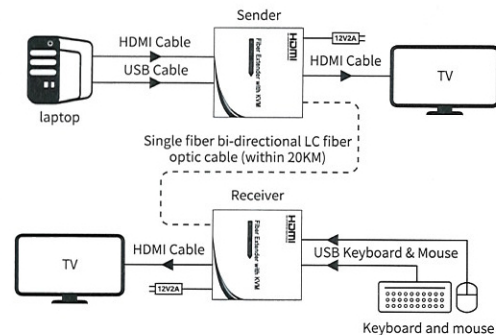 Sender
HDMI Cable
USB Cable
laptop
HDMI
Fiber Extender with KVM
12V2A
HDMI Cable
TV
Single fiber bi-directional LC fiber
optic cable (within 20KM)
Receiver
TV
HDMI Cable
12V2A
HDMI
Fiber Extender with KVM
USB Keyboard & Mouse
Keyboard and mouse